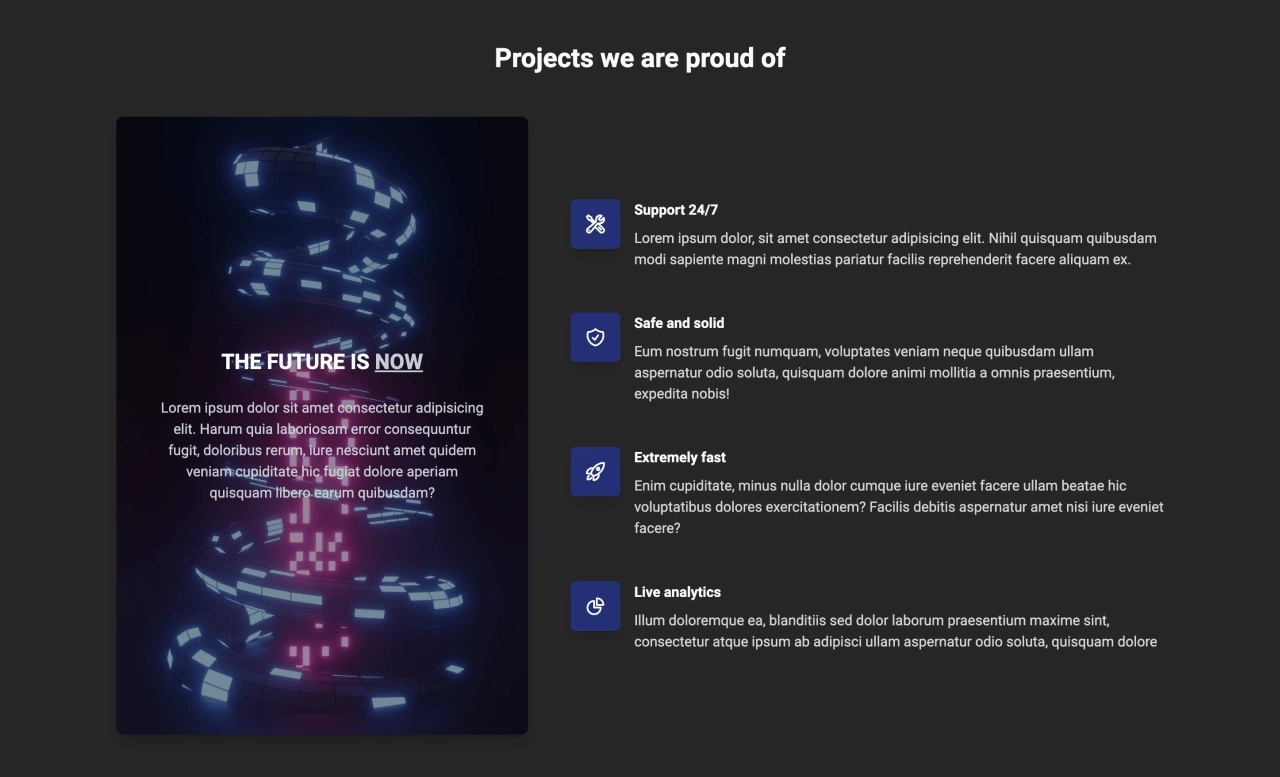 Projects we are proud of
THE FUTURE IS NOW
Lorem ipsum dolor sit amet consectetur adipisicing
elit. Harum quia laboriosam error consequuntur
fugit, doloribus rerum, iure nesciunt amet quidem
veniam cupiditate hic fugiat dolore aperiam
quisquam libero earum quibusdam?
Support 24/7
Lorem ipsum dolor, sit amet consectetur adipisicing elit. Nihil quisquam quibusdam
modi sapiente magni molestias pariatur facilis reprehenderit facere aliquam ex.
Safe and solid
Eum nostrum fugit numquam, voluptates veniam neque quibusdam ullam
aspernatur odio soluta, quisquam dolore animi mollitia a omnis praesentium,
expedita nobis!
Extremely fast
Enim cupiditate, minus nulla dolor cumque iure eveniet facere ullam beatae hic
voluptatibus dolores exercitationem? Facilis debitis aspernatur amet nisi iure eveniet
facere?
Live analytics
Illum doloremque ea, blanditiis sed dolor laborum praesentium maxime sint,
consectetur atque ipsum ab adipisci ullam aspernatur odio soluta, quisquam dolore